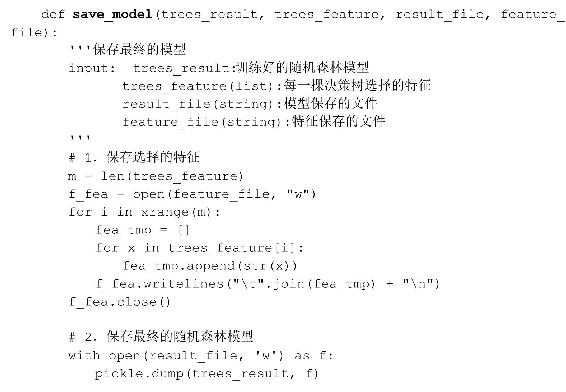 def save_model(trees_result, trees_feature, result_file, feature_
file):
'''保存最终的模型
input:  trees_result:训练好的随机森林模型
trees_feature(list):每一棵决策树选择的特征
result_file(string):模型保存的文件
feature_file(string):特征保存的文件
'''
# 1. 保存选择的特征
m = len(trees_feature)
f_fea = open(feature_file, "w")
for i in xrange(m):
fea_tmp = []
for x in trees_feature[i]:
fea_tmp.append(str(x))
f_fea.writelines("\t".join(fea_tmp) + "\n")
f_fea.close()
# 2. 保存最终的随机森林模型
with open(result_file, 'w') as f:
pickle.dump(trees_result, f)